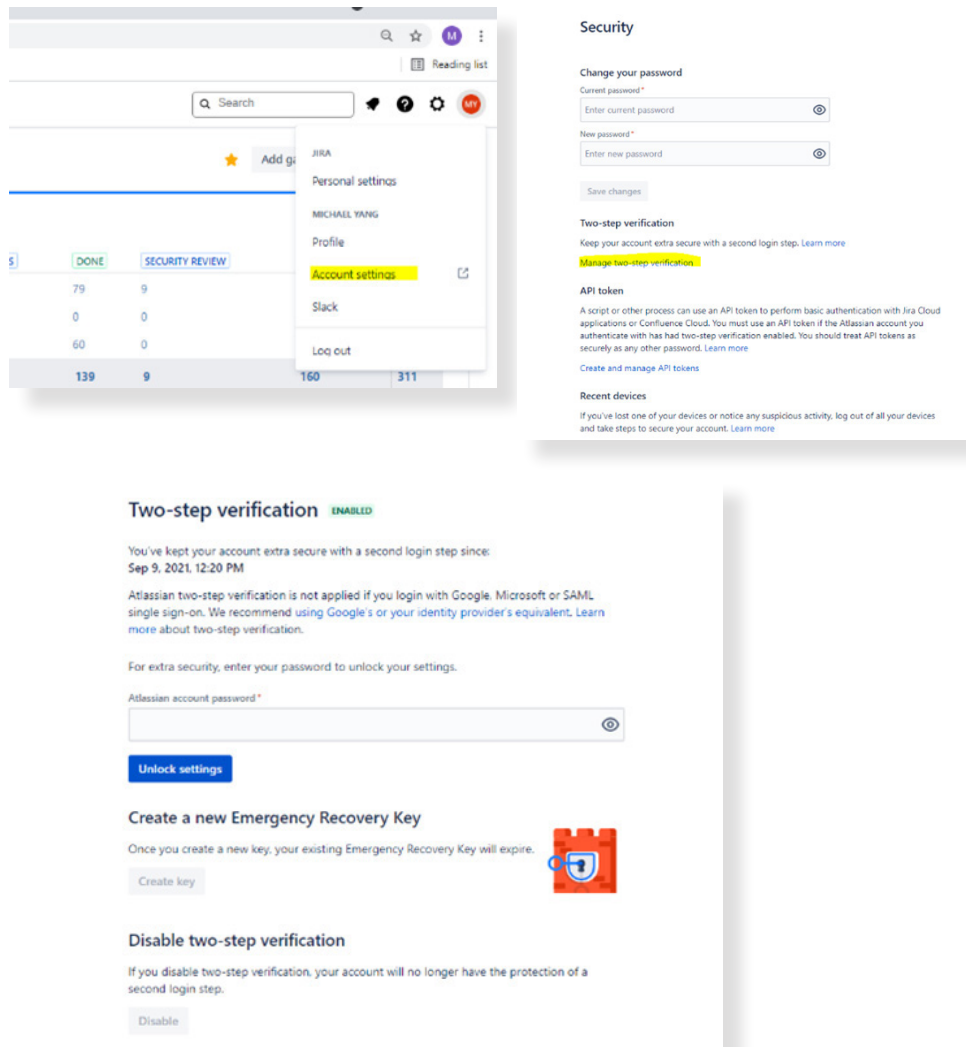 M
Reading list
Search
MY
Add ga
JIRA
Personal settings
MICHAEL YANG
Profile
Account settings
Slack
Log out
S
DONE
SECURITY REVIEW
79
9
0
0
60
0
139
9
160
311
Security
Change your password
Current password*
Enter current password
New password*
Enter new password
Save changes
Two-step verification
Keep your account extra secure with a second login step. Learn more
Manage two-step verification
API token
A script or other process can use an API token to perform basic authentication with Jira Cloud
applications or Confluence Cloud. You must use an API token if the Atlassian account you
authenticate with has had two-step verification enabled. You should treat API tokens as
securely as any other password. Learn more
Create and manage API tokens
Recent devices
If you've lost one of your devices or notice any suspicious activity, log out of all your devices
and take steps to secure your account. Learn more
Two-step verification ENABLED
You've kept your account extra secure with a second login step since:
Sep 9, 2021, 12:20 PM
Atlassian two-step verification is not applied if you login with Google, Microsoft or SAML
single sign-on. We recommend using Google's or your identity provider's equivalent. Learn
more about two-step verification.
For extra security, enter your password to unlock your settings.
Atlassian account password*
Unlock settings
Create a new Emergency Recovery Key
Once you create a new key, your existing Emergency Recovery Key will expire.
Create key
Disable two-step verification
If you disable two-step verification, your account will no longer have the protection of a
second login step.
Disable